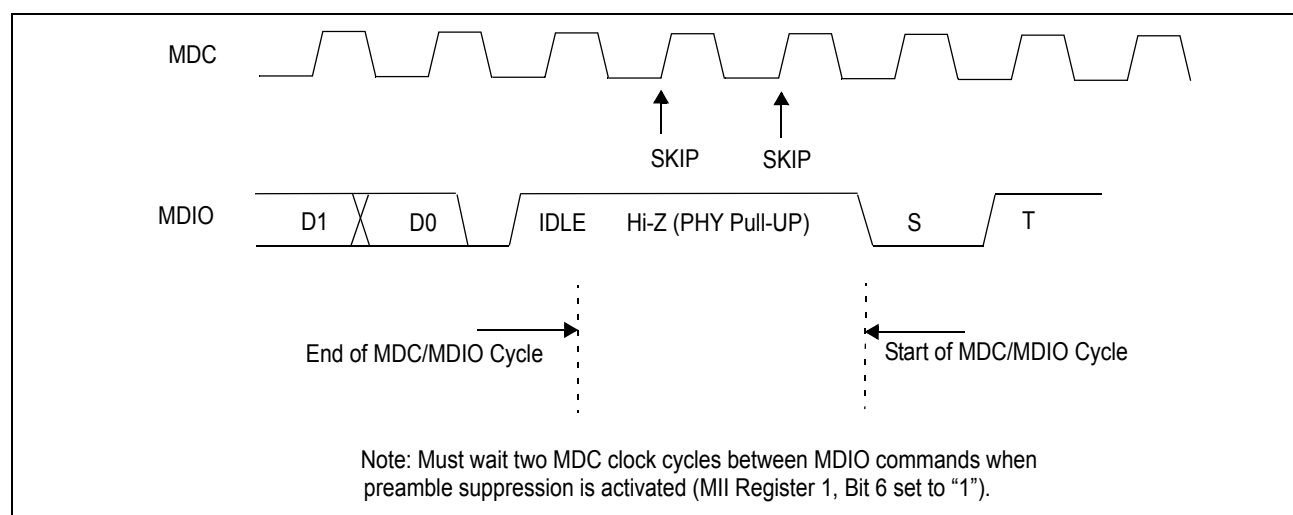 MDC
SKIP SKIP
MDIO D1 D0 IDLE Hi-Z (PHY Pull-UP) S T
End of MDC/MDIO Cycle Start of MDC/MDIO Cycle
Note: Must wait two MDC clock cycles between MDIO commands when
preamble suppression is activated (MII Register 1, Bit 6 set to “1”).